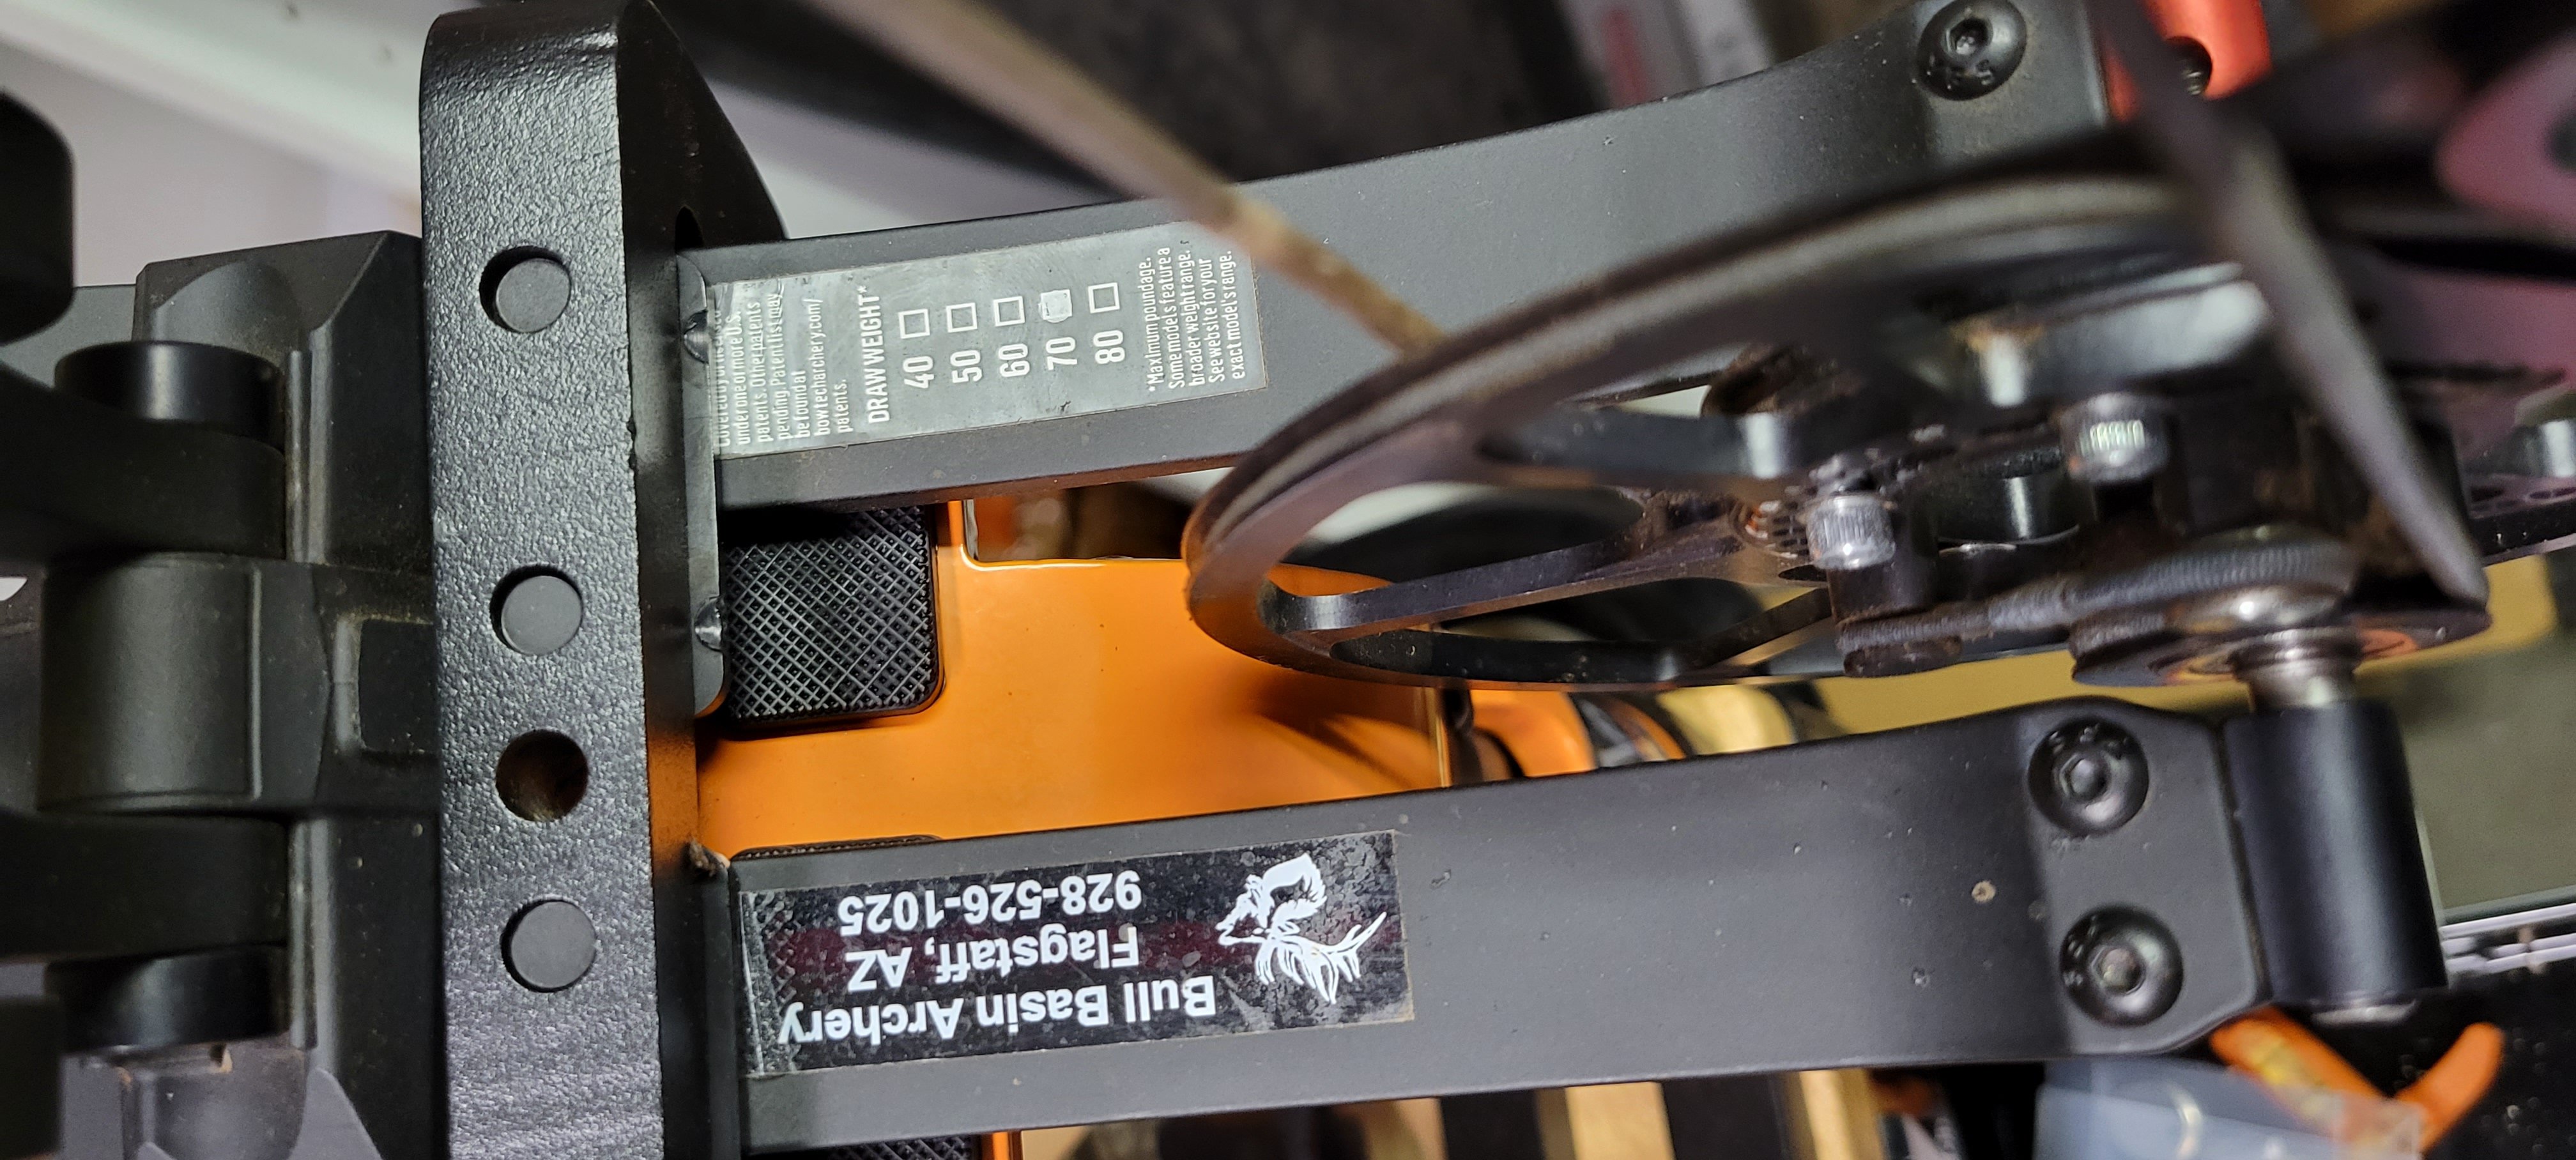 under one or more U.S.
patents. Other patents
pending. Patent list may
be found at
bowtecharchery.com/
patents.
DRAW WEIGHT*
40
50
60
70
80
*Maximum poundage.
Some models feature a
broader weight range.
See website for your
exact model's range.
Bull Basin Archery
Flagstaff, AZ
928-526-1025